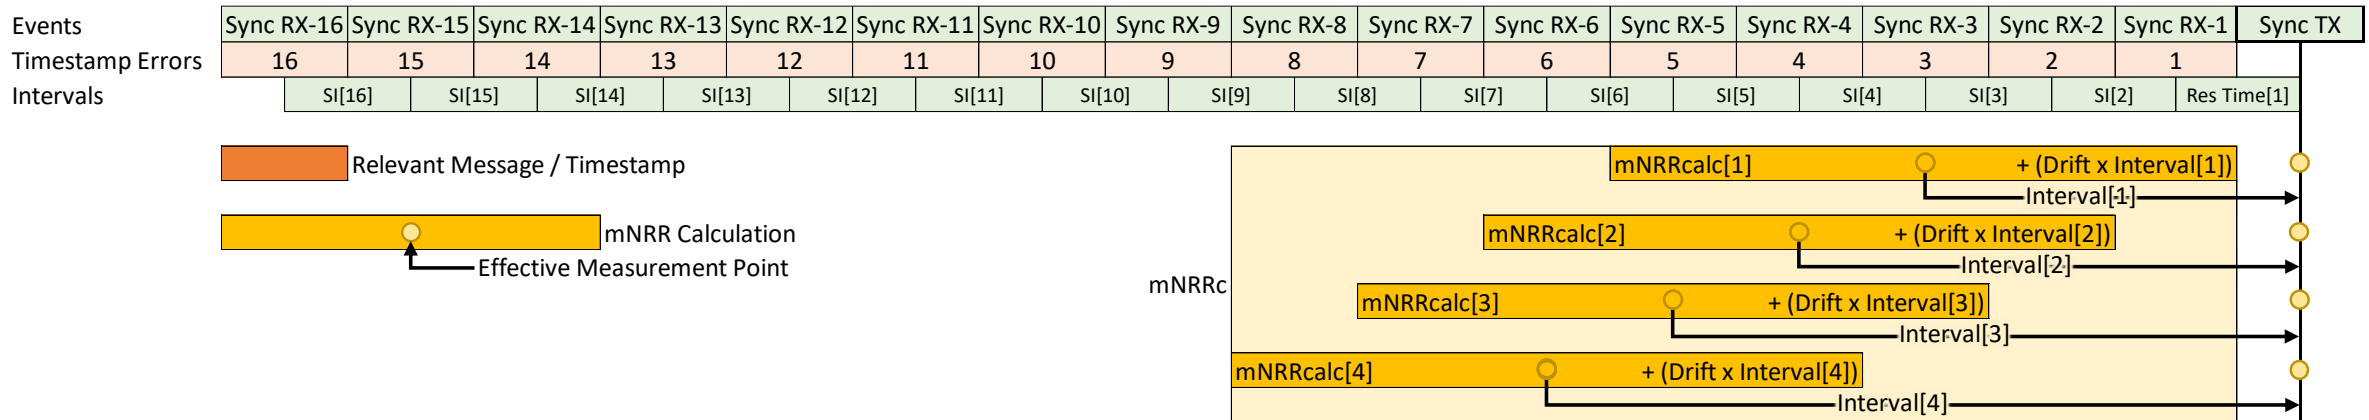 Events Sync RX-16 Sync RX-15 Sync RX-14 Sync RX-13 Sync RX-12 Sync RX-11 Sync RX-10 Sync RX-9 Sync RX-8 Sync RX-7 Sync RX-6 Sync RX-5 Sync RX-4 Sync RX-3 Sync RX-2 Sync RX-1 Sync TX
Timestamp Errors 16 15 14 13 12 11 10 9 8 7 6 5 4 3 2 1
Intervals SI[16] SI[15] SI[14] SI[13] SI[12] SI[11] SI[10] SI[9] SI[8] SI[7] SI[6] SI[5] SI[4] SI[3] SI[2] Res Time[1]
Relevant Message / Timestamp
mNRR Calculation
Effective Measurement Point
mNRRc
mNRRcalc[1] + (Drift x Interval[1])
Interval[1]
mNRRcalc[2] + (Drift x Interval[2])
Interval[2]
mNRRcalc[3] + (Drift x Interval[3])
Interval[3]
mNRRcalc[4] + (Drift x Interval[4])
Interval[4]